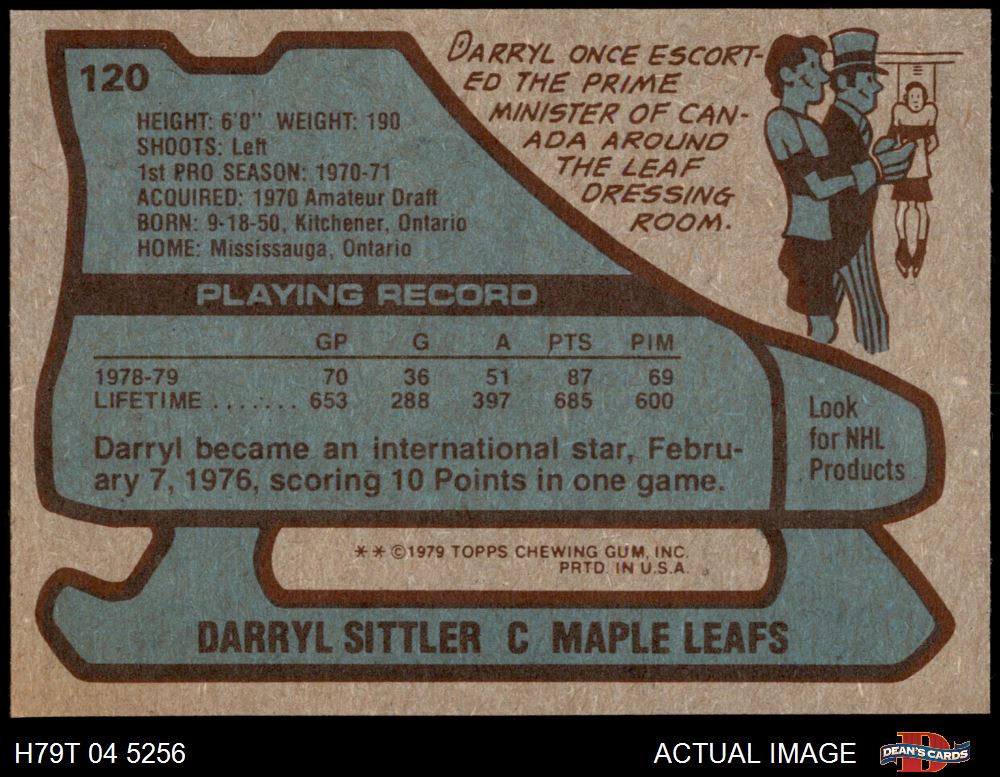 120
DARRYL ONCE ESCORT-
ED THE PRIME
MINISTER OF CAN-
ADA AROUND
THE LEAF
DRESSING
ROOM.
HEIGHT: 6'0" WEIGHT: 190
SHOOTS: Left
1st PRO SEASON: 1970-71
ACQUIRED: 1970 Amateur Draft
BORN: 9-18-50, Kitchener, Ontario
HOME: Mississauga, Ontario
PLAYING RECORD
GP G A PTS PIM
1978-79 70 36 51 87 69
LIFETIME ....... 653 288 397 685 600
Darryl became an international star, Febru-
ary 7, 1976, scoring 10 Points in one game.
Look
for NHL
Products
**©1979 TOPPS CHEWING GUM, INC.
PRTD. IN U.S.A.
DARRYL SITTLER C MAPLE LEAFS
H79T 04 5256
ACTUAL IMAGE
D
DEAN'S CARDS